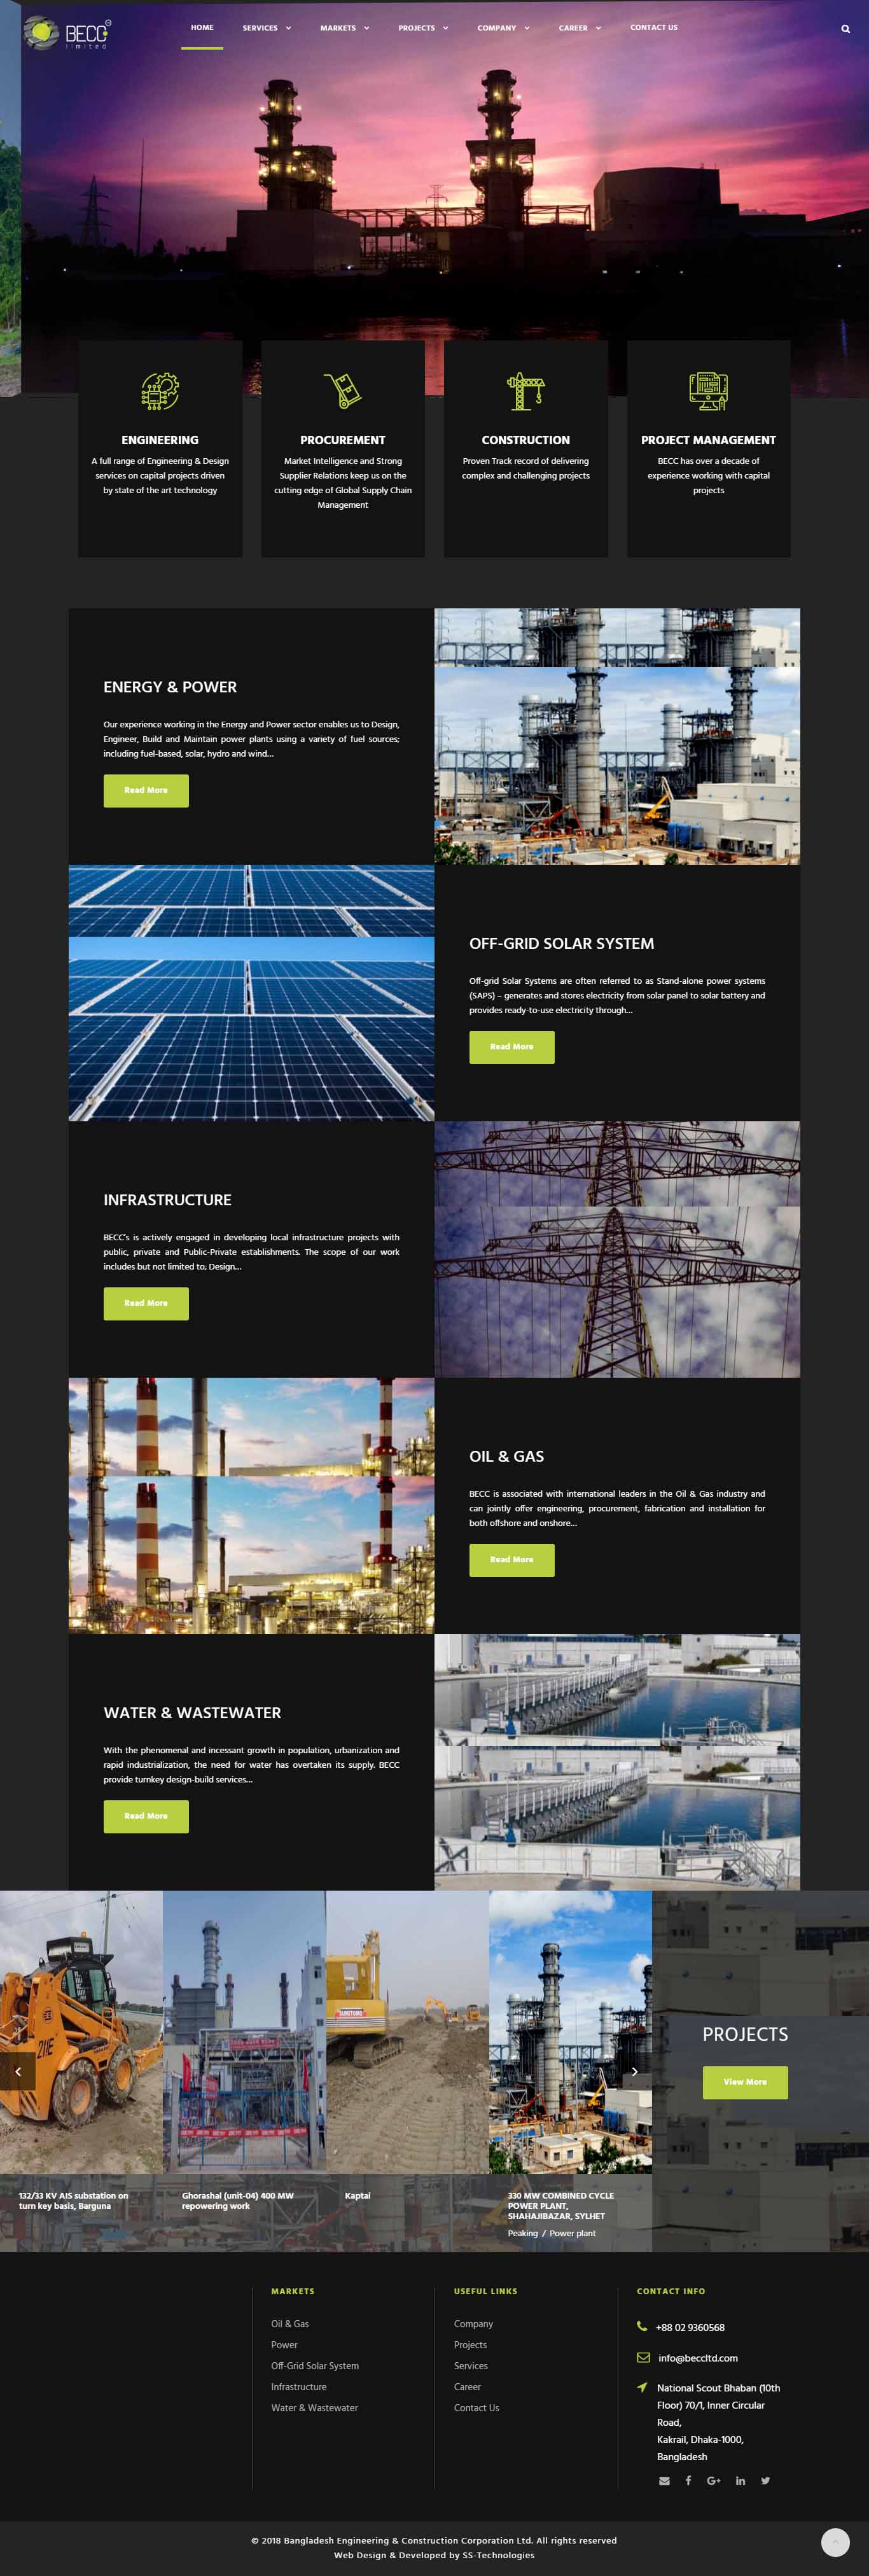 BECC
limited
HOME SERVICES MARKETS PROJECTS COMPANY CAREER CONTACT US
ENGINEERING
A full range of Engineering & Design
services on capital projects driven
by state of the art technology
PROCUREMENT
Market Intelligence and Strong
Supplier Relations keep us on the
cutting edge of Global Supply Chain
Management
CONSTRUCTION
Proven Track record of delivering
complex and challenging projects
PROJECT MANAGEMENT
BECC has over a decade of
experience working with capital
projects
ENERGY & POWER
Our experience working in the Energy and Power sector enables us to Design,
Engineer, Build and Maintain power plants using a variety of fuel sources;
including fuel-based, solar, hydro and wind...
Read More
OFF-GRID SOLAR SYSTEM
Off-grid Solar Systems are often referred to as Stand-alone power systems
(SAPS) – generates and stores electricity from solar panel to solar battery and
provides ready-to-use electricity through...
Read More
INFRASTRUCTURE
BECC's is actively engaged in developing local infrastructure projects with
public, private and Public-Private establishments. The scope of our work
includes but not limited to; Design...
Read More
OIL & GAS
BECC is associated with international leaders in the Oil & Gas industry and
can jointly offer engineering, procurement, fabrication and installation for
both offshore and onshore...
Read More
WATER & WASTEWATER
With the phenomenal and incessant growth in population, urbanization and
rapid industrialization, the need for water has overtaken its supply. BECC
provide turnkey design-build services...
Read More
SUMITOMO
PROJECTS
View More
132/33 KV AIS substation on
turn key basis, Barguna
Ghorashal (unit-04) 400 MW
repowering work
Kaptai
330 MW COMBINED CYCLE
POWER PLANT,
SHAHAJIBAZAR, SYLHET
Peaking / Power plant
MARKETS
Oil & Gas
Power
Off-Grid Solar System
Infrastructure
Water & Wastewater
USEFUL LINKS
Company
Projects
Services
Career
Contact Us
CONTACT INFO
+88 02 9360568
info@beccltd.com
National Scout Bhaban (10th
Floor) 70/1, Inner Circular
Road,
Kakrail, Dhaka-1000,
Bangladesh
© 2018 Bangladesh Engineering & Construction Corporation Ltd. All rights reserved
Web Design & Developed by SS-Technologies